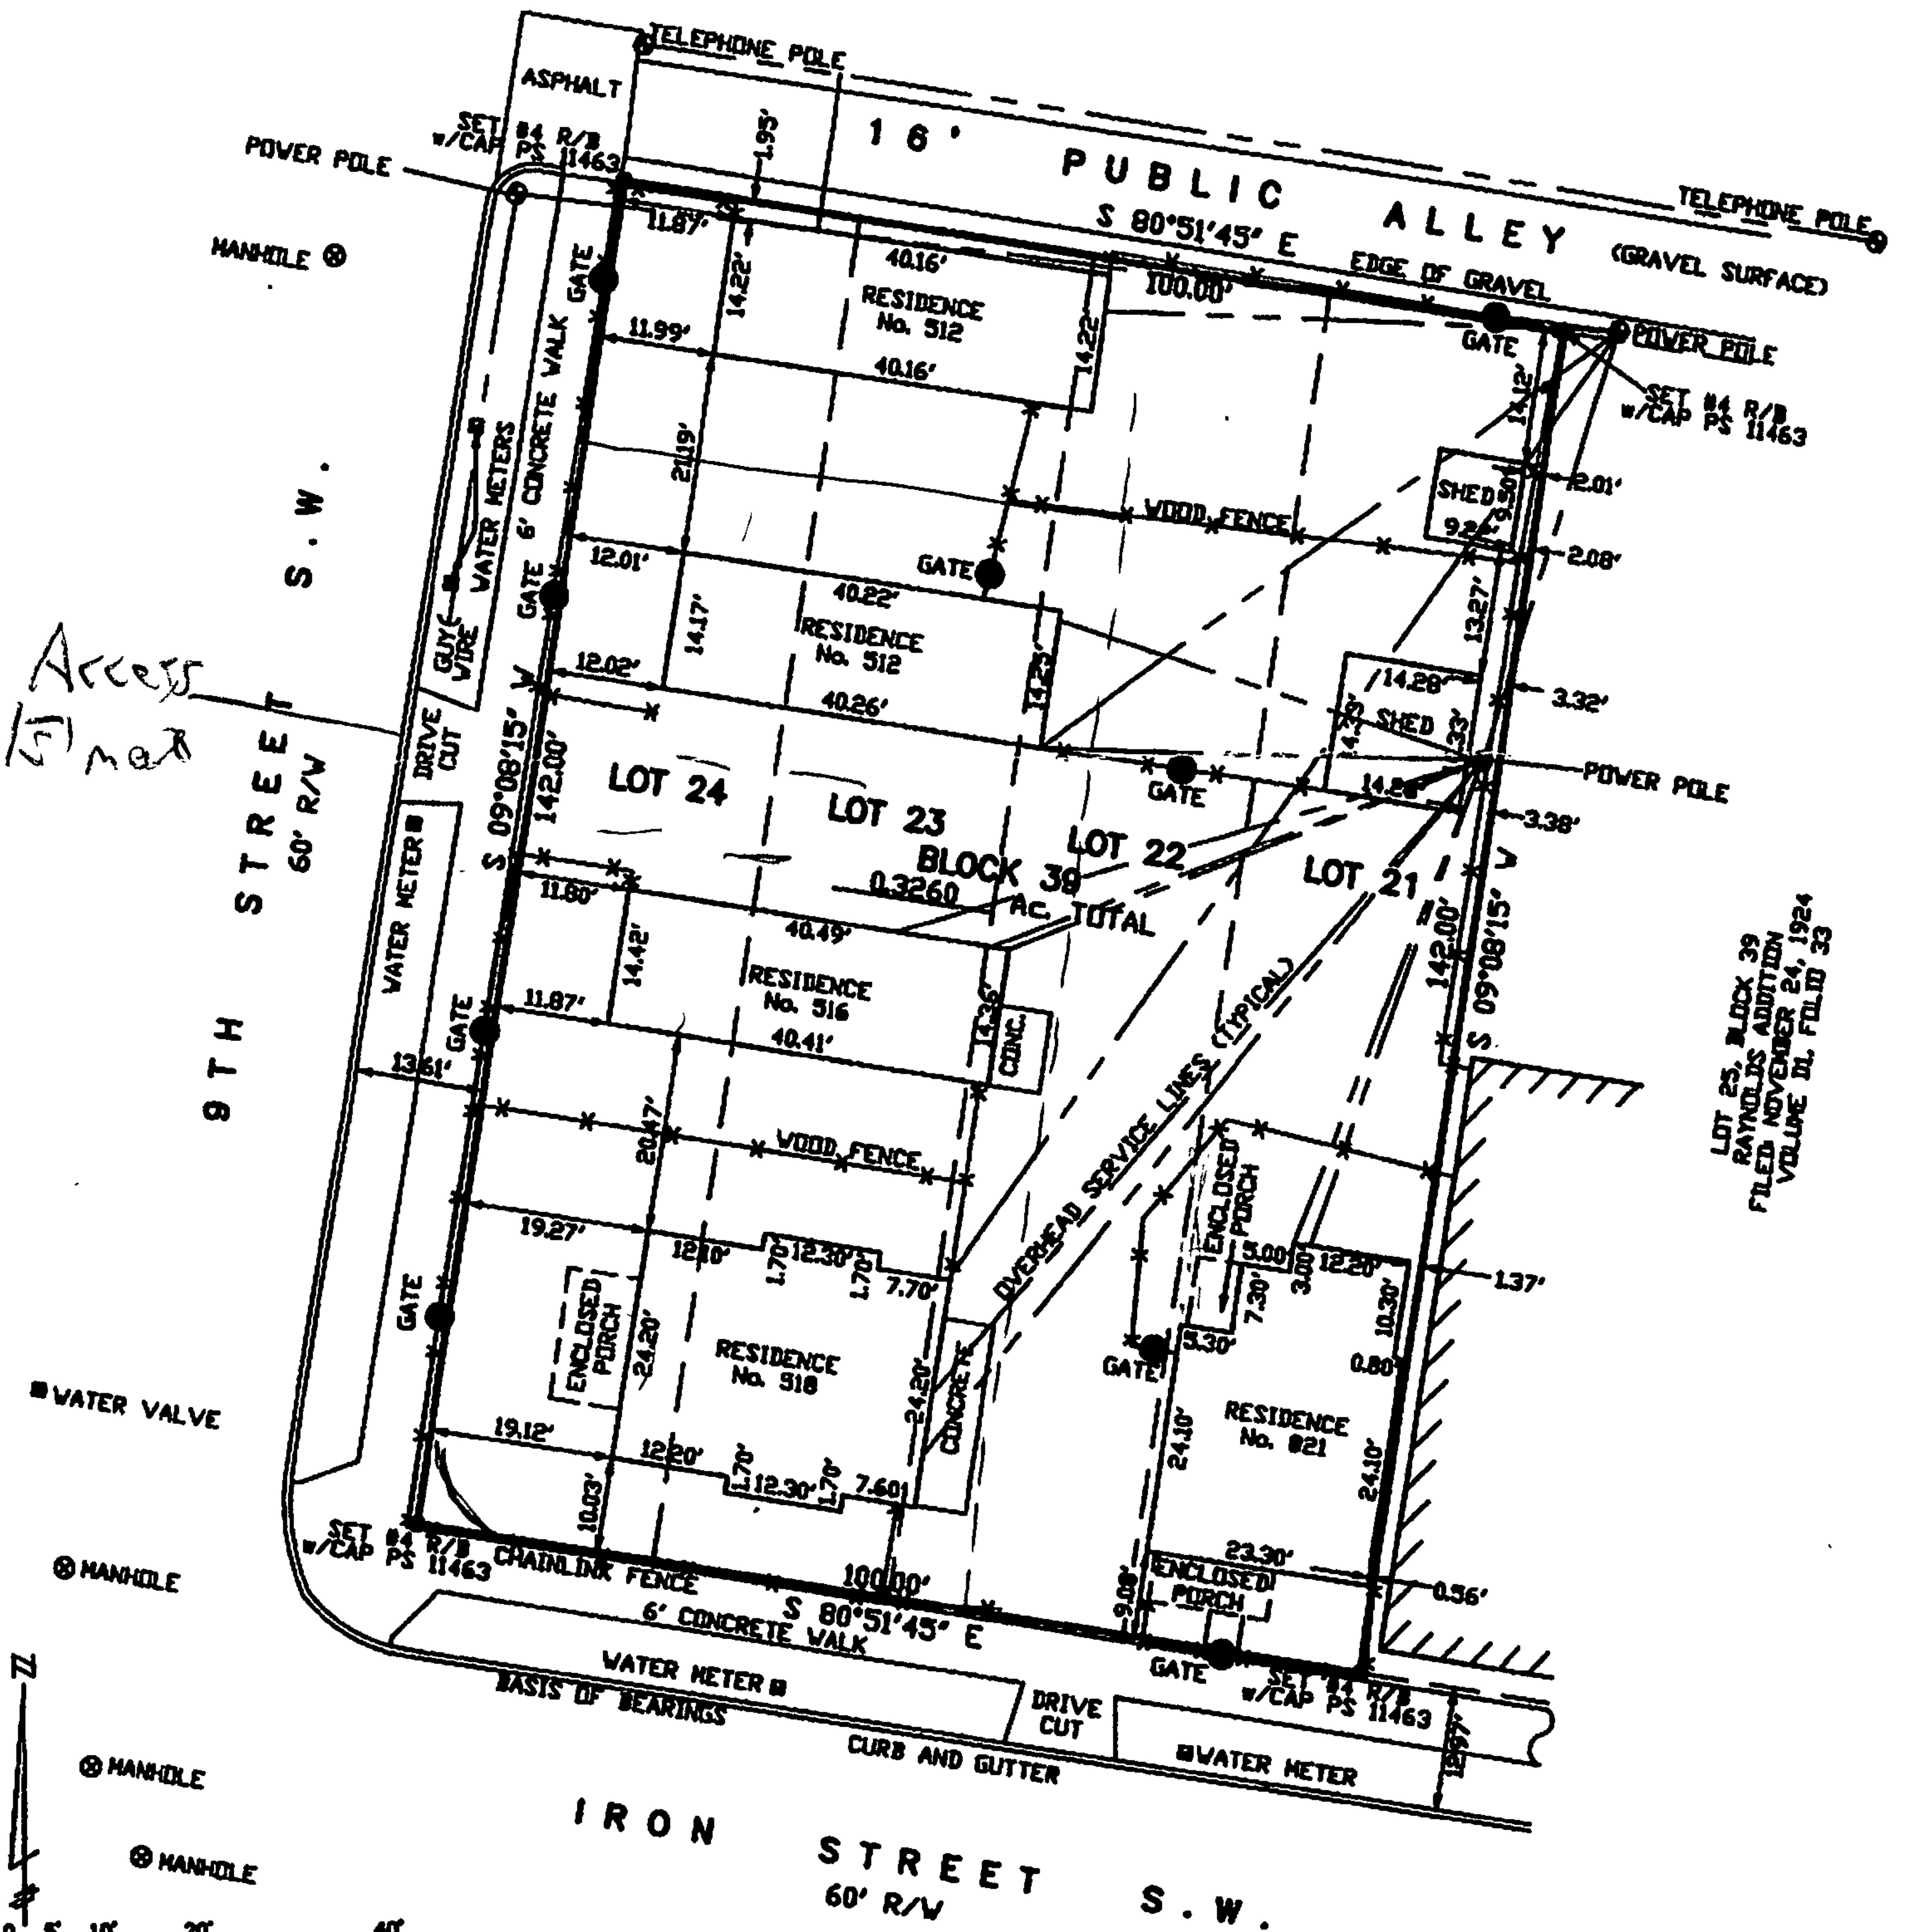 TELEPHONE POLE
ASPHALT
SET #4 R/B
w/CAP PS 11463
POWER POLE
MANHOLE
1.95'
16' PUBLIC ALLEY
(GRAVEL SURFACE)
S 80°51'45" E
EDGE OF GRAVEL
TELEPHONE POLE
11.87'
40.16'
100.00'
GATE
14.22'
RESIDENCE
No. 512
14.22'
GATE
POWER POLE
SET #4 R/B
w/CAP PS 11463
14.12'
11.99'
40.16'
6' CONCRETE WALK
WATER METERS
21.19'
SHED
9.50'
2.01'
WOOD FENCE
2.08'
GATE
12.01'
GATE
40.22'
13.27'
GUY
WIRE
14.17'
RESIDENCE
No. 512
14.25'
12.02'
40.26'
14.28'
SHED
3.32'
Access
DRIVE
CUT
S 09°08'15" W
142.00'
LOT 24
LOT 23
LOT 22
LOT 21
BLOCK 39
0.3260 AC. TOTAL
GATE
POWER POLE
3.38'
WATER METER
11.80'
40.49'
14.42'
RESIDENCE
No. 516
14.36'
CONC.
11.87'
40.41'
GATE
13.61'
9TH STREET S.W.
60' R/W
142.00'
S 09°08'15" W
LOT 25, BLOCK 39
RAYNOLDS ADDITION
FILED NOVEMBER 24, 1924
VOLUME D1, FOLIO 33
20.47'
WOOD FENCE
OVERHEAD SERVICE LINES (TYPICAL)
ENCLOSED
PORCH
19.27'
12.10'
1.70'
12.30'
1.70'
7.70'
5.00'
3.00'
12.20'
1.37'
7.30'
10.30'
5.30'
0.80'
GATE
GATE
ENCLOSED
PORCH
24.20'
RESIDENCE
No. 518
24.20'
CONCRETE
WATER VALVE
19.12'
12.20'
1.70'
12.30'
1.70'
7.60'
10.03'
RESIDENCE
No. 821
24.10'
24.10'
23.30'
0.56'
ENCLOSED
PORCH
9.08'
SET #4 R/B
w/CAP PS 11463
CHAINLINK FENCE
100.00'
S 80°51'45" E
6' CONCRETE WALK
MANHOLE
WATER METER
BASIS OF BEARINGS
GATE
SET #4 R/B
w/CAP PS 11463
DRIVE
CUT
12.97'
WATER METER
CURB AND GUTTER
MANHOLE
MANHOLE
IRON STREET S.W.
60' R/W
N